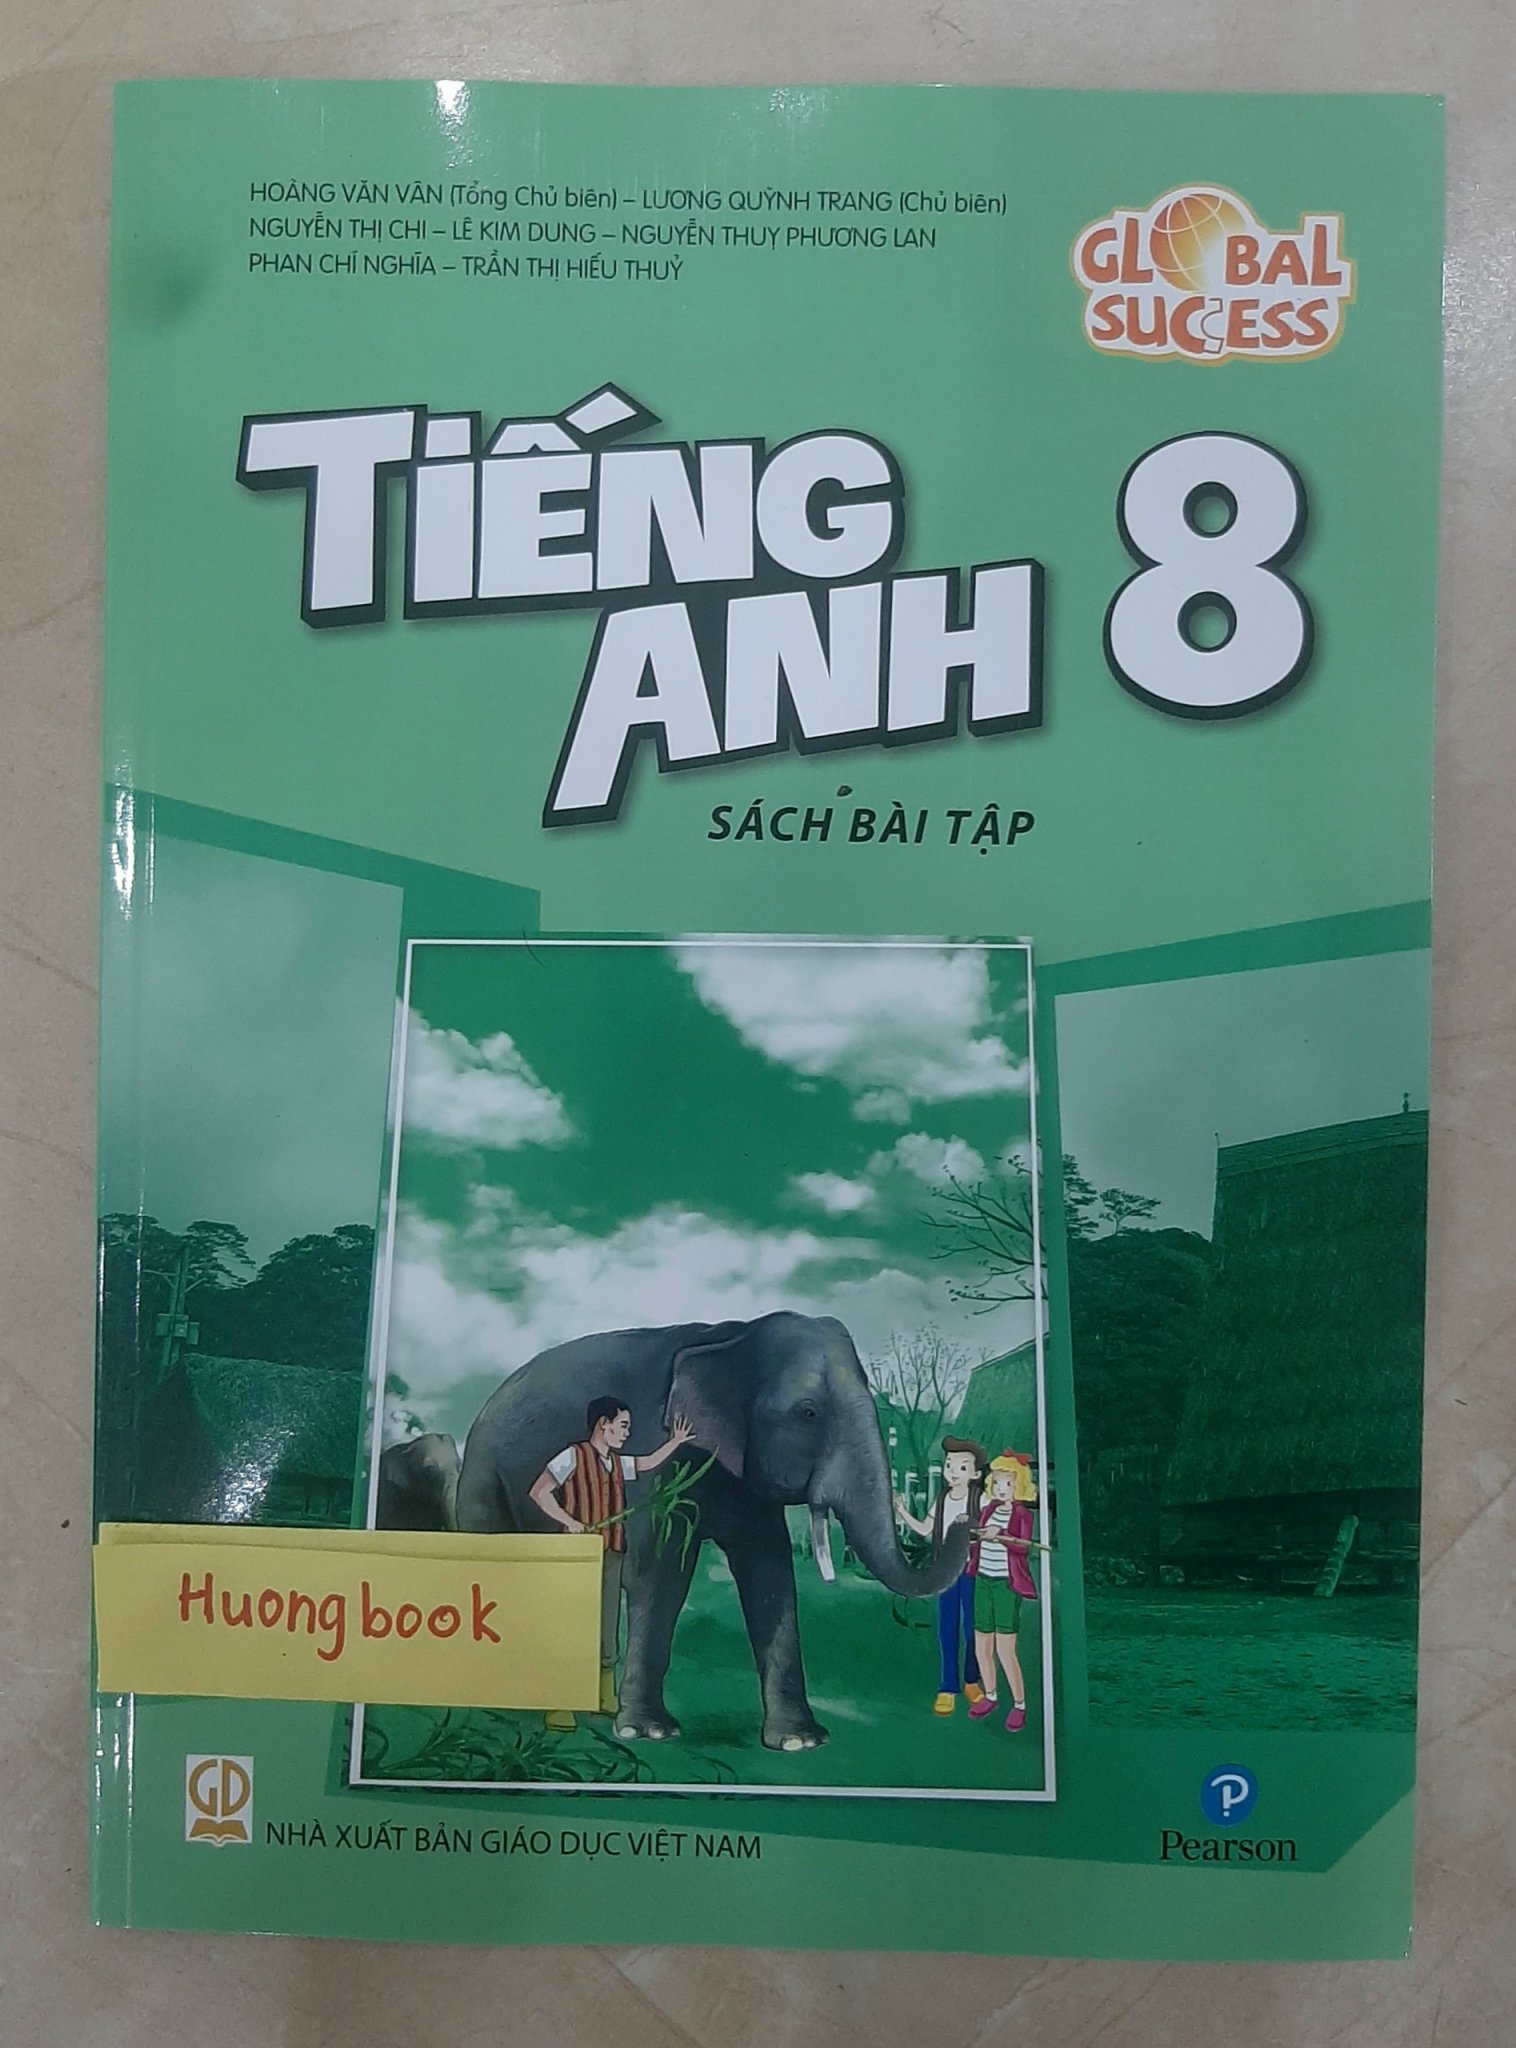 HOÀNG VĂN VÂN (Tổng Chủ biên) – LƯƠNG QUỲNH TRANG (Chủ biên)
NGUYỄN THỊ CHI – LÊ KIM DUNG – NGUYỄN THUỴ PHƯƠNG LAN
PHAN CHÍ NGHĨA – TRẦN THỊ HIẾU THUỶ
GLOBAL
SUCCESS
TIẾNG
ANH 8
SÁCH BÀI TẬP
Huongbook
GD
NHÀ XUẤT BẢN GIÁO DỤC VIỆT NAM
P
Pearson